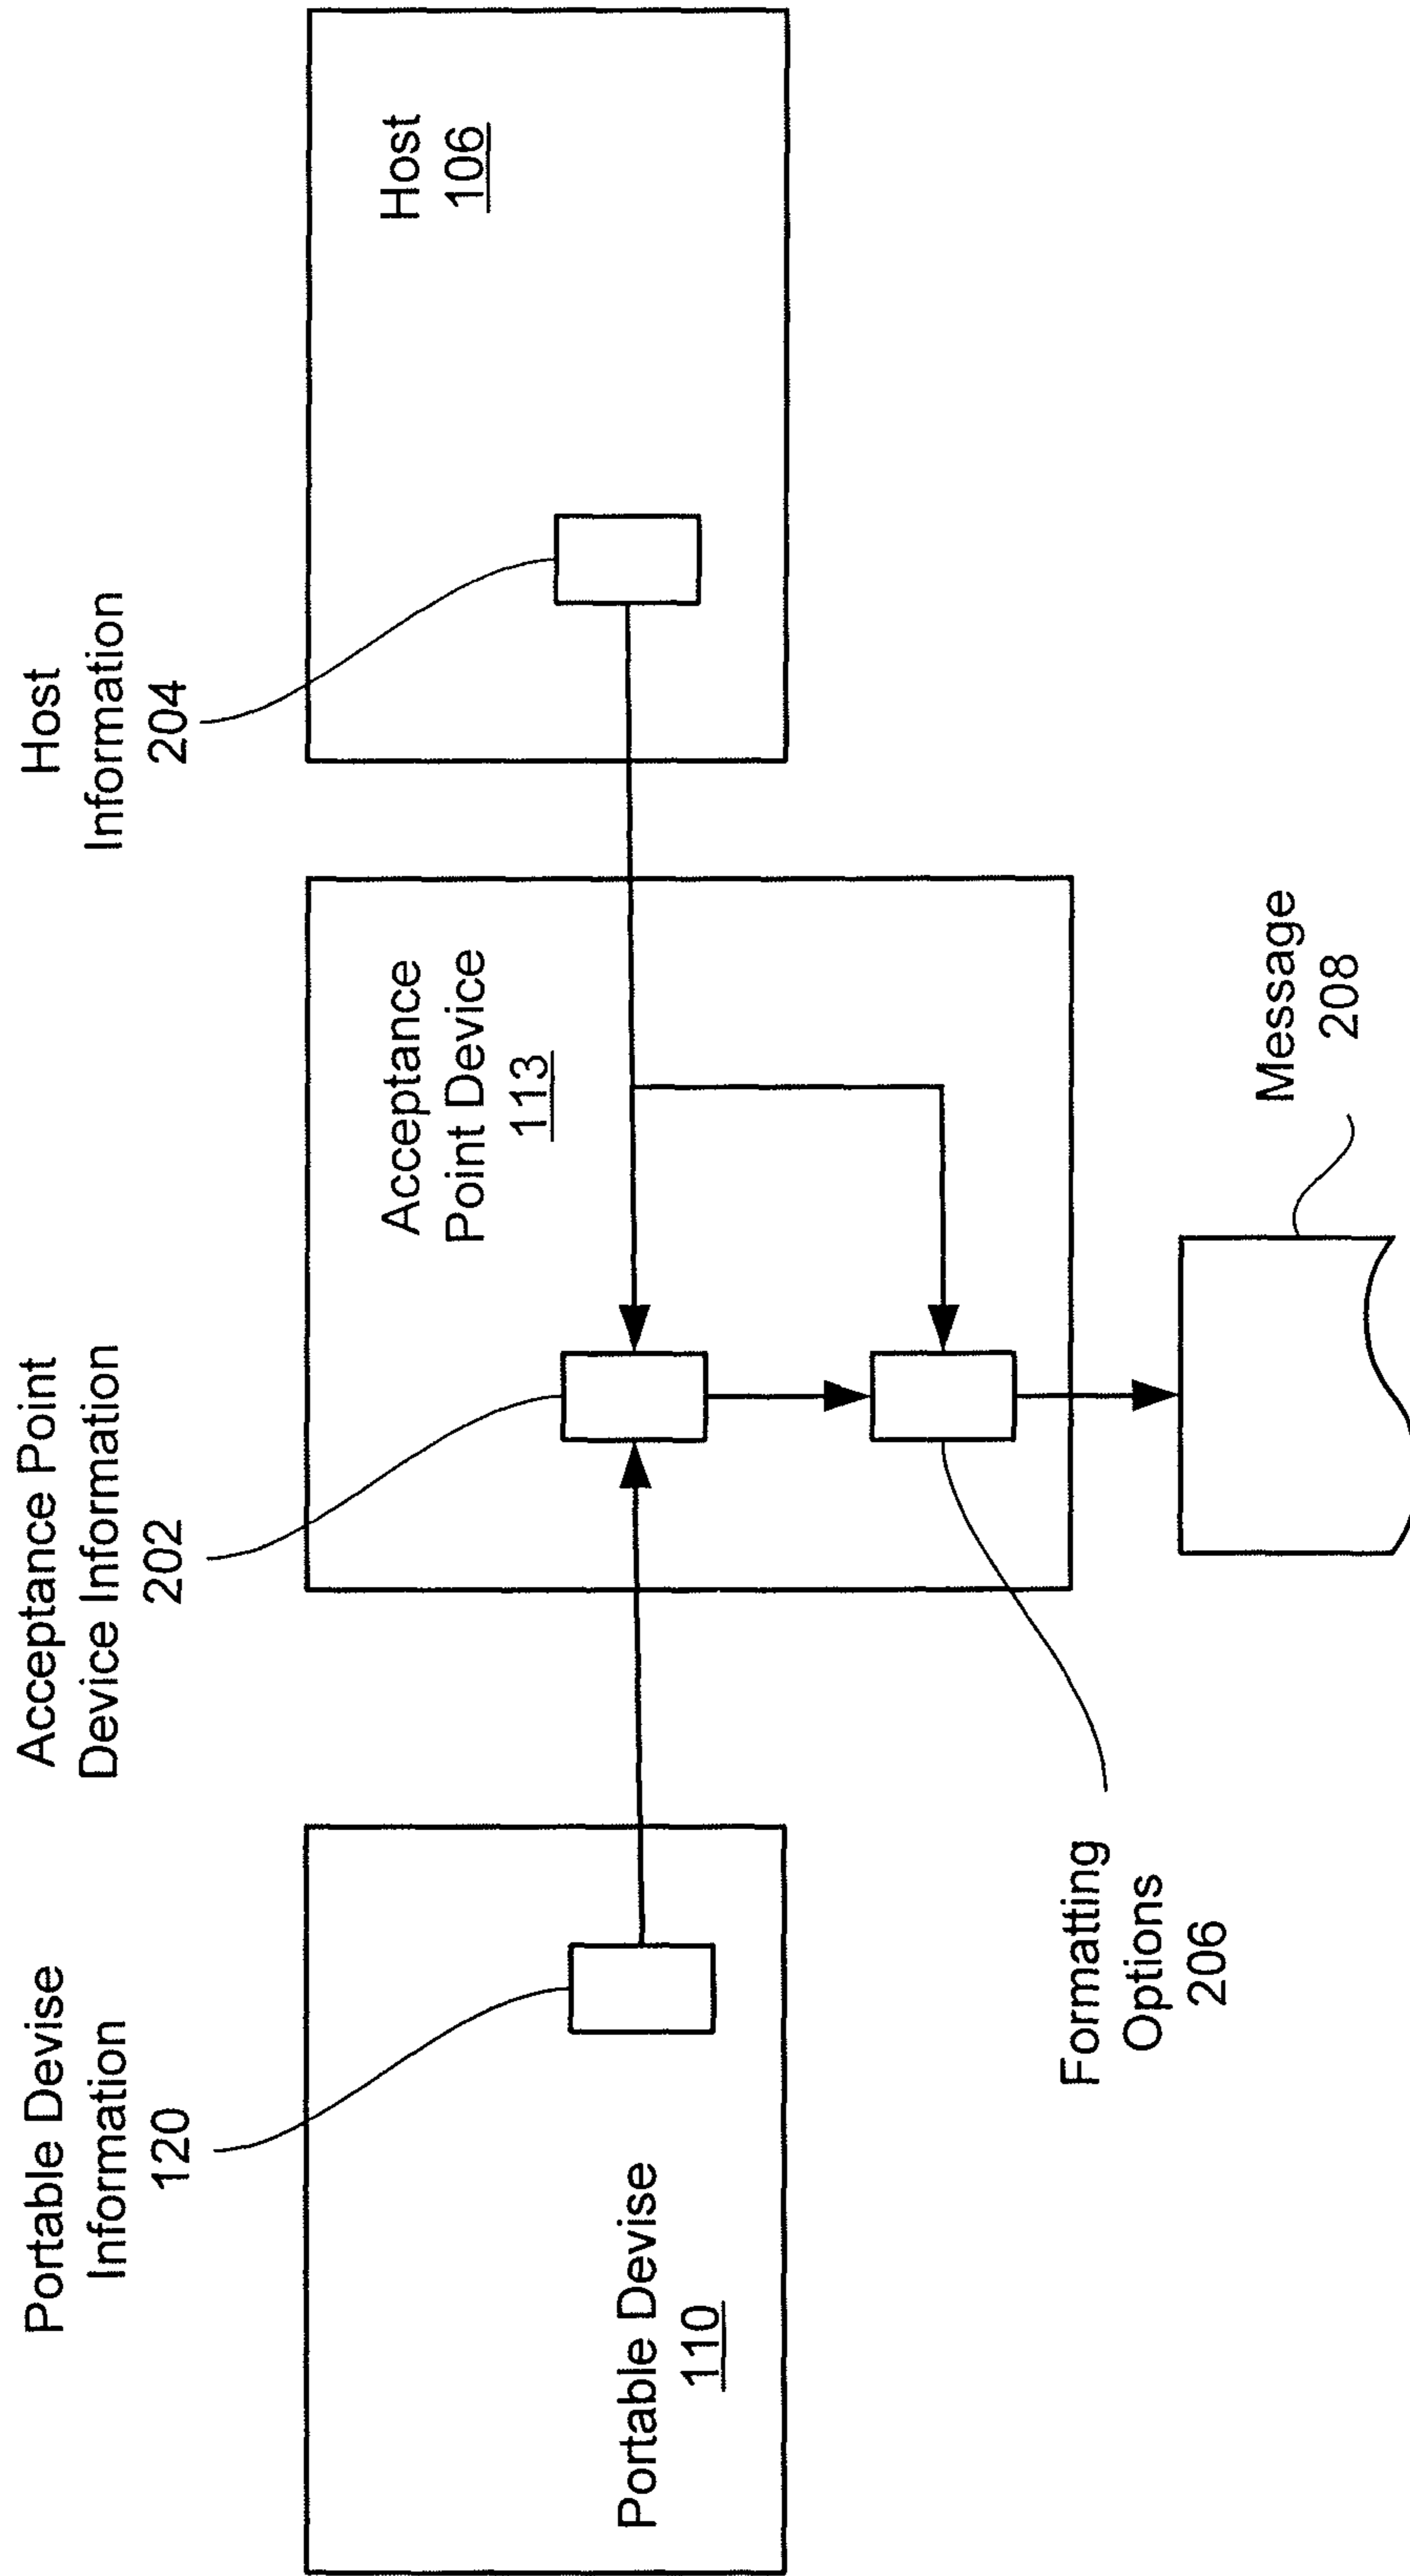 Portable Devise
Information
120
Acceptance Point
Device Information
202
Host
Information
204
Portable Devise
110
Acceptance
Point Device
113
Host
106
Formatting
Options
206
Message
208